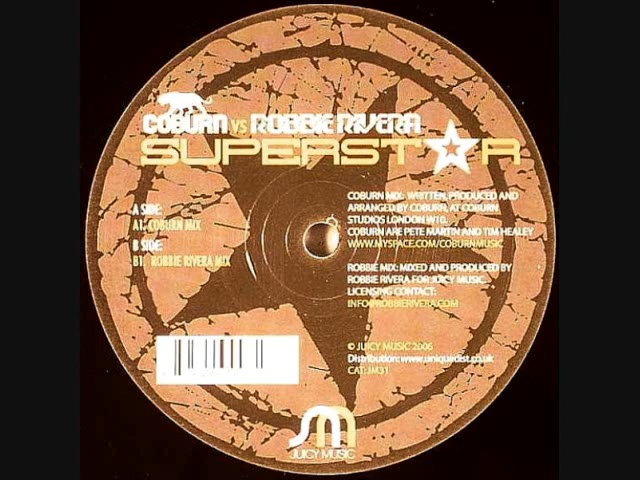 COBURN VS ROBBIE RIVERA
SUPERSTAR
A SIDE:
A1. COBURN MIX
B SIDE:
B1. ROBBIE RIVERA MIX
COBURN MIX: WRITTEN, PRODUCED AND
ARRANGED BY COBURN, AT COBURN
STUDIOS LONDON W10.
COBURN ARE PETE MARTIN AND TIM HEALEY
WWW.MYSPACE.COM/COBURNMUSIC
ROBBIE MIX: MIXED AND PRODUCED BY
ROBBIE RIVERA FOR JUICY MUSIC.
LICENSING CONTACT:
INFO@ROBBIERIVERA.COM
© JUICY MUSIC 2006
Distribution: www.uniquedist.co.uk
CAT: JM31
JM
JUICY MUSIC